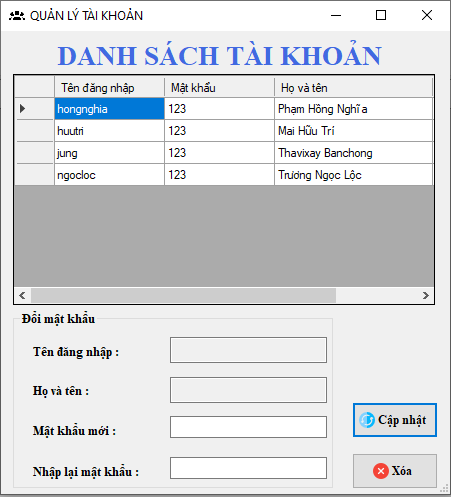 QUẢN LÝ TÀI KHOẢN
DANH SÁCH TÀI KHOẢN
Tên đăng nhập Mật khẩu Họ và tên
hongnghia 123 Phạm Hồng Nghĩa
huutri 123 Mai Hữu Trí
jung 123 Thavixay Banchong
ngocloc 123 Trương Ngọc Lộc
Đổi mật khẩu
Tên đăng nhập :
Họ và tên :
Mật khẩu mới :
Nhập lại mật khẩu :
Cập nhật
Xóa